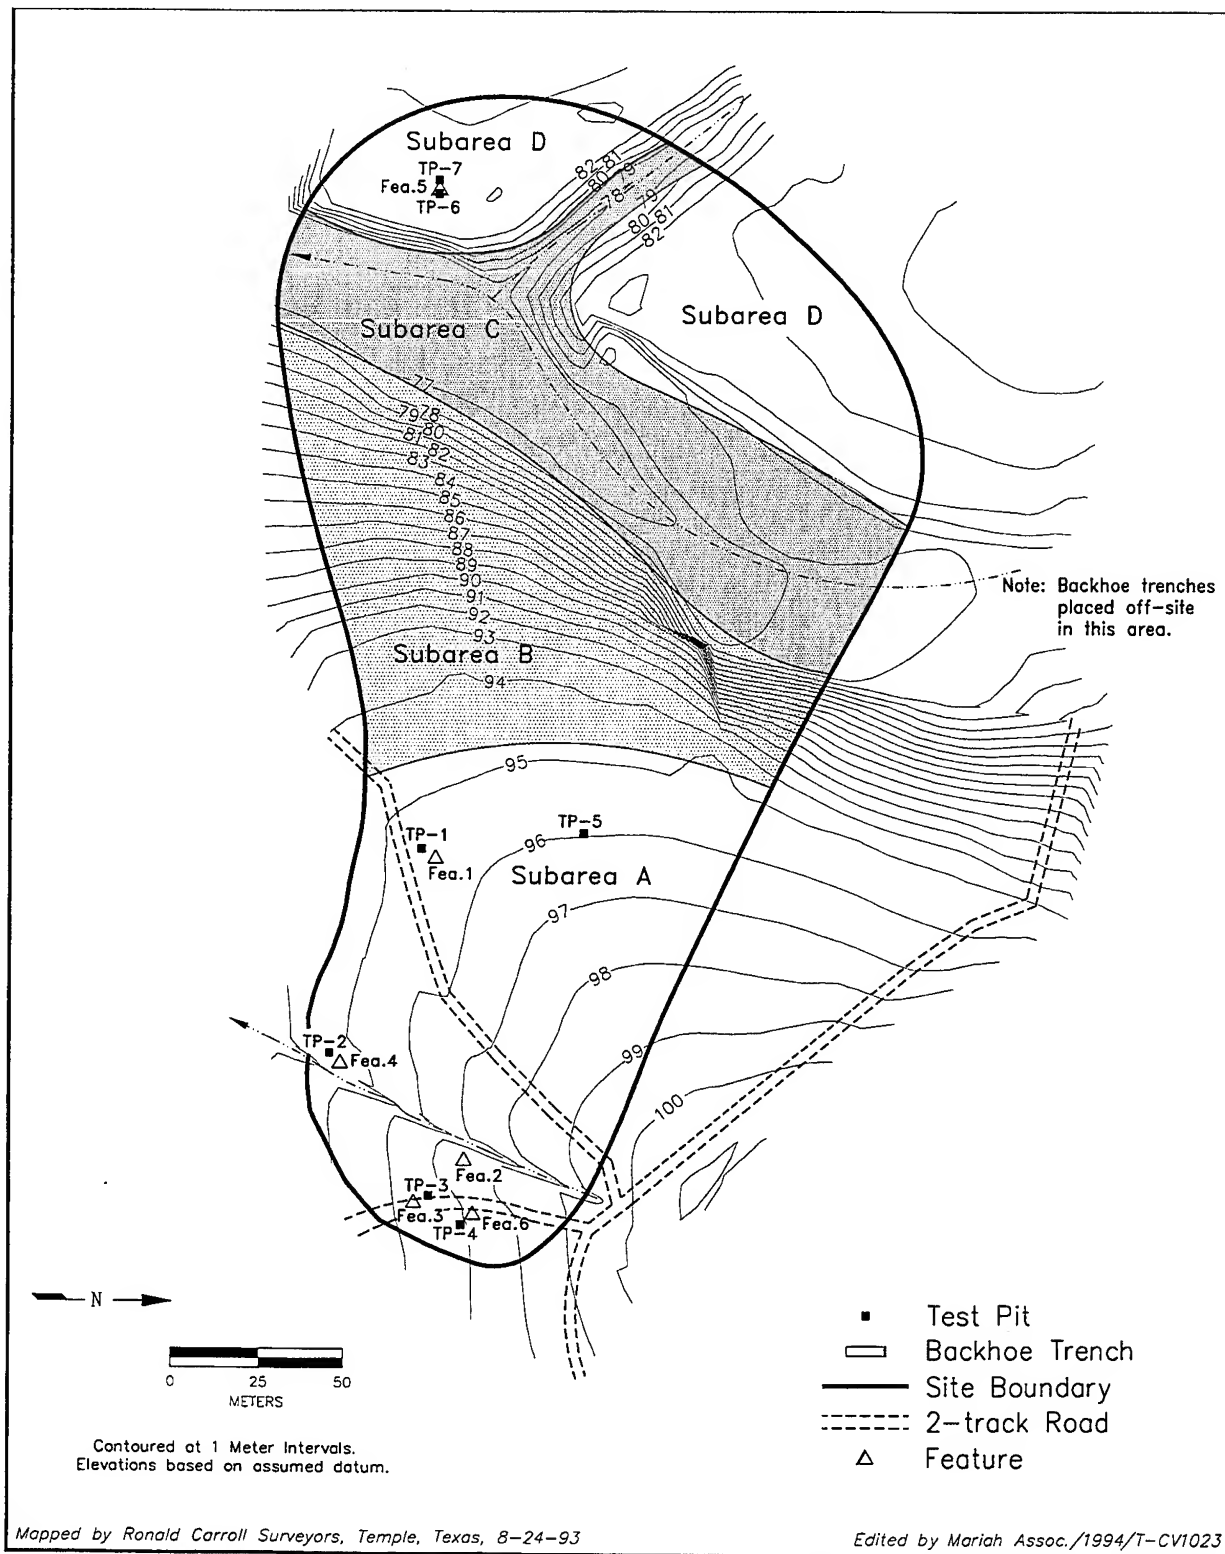 Subarea D
TP-7
Fea.5
TP-6
82
81
80
79
78
79
80
81
82
Subarea C
Subarea D
77
78
79
80
81
82
83
84
85
86
87
88
89
90
91
92
93
Subarea B
94
Note: Backhoe trenches
placed off-site
in this area.
95
TP-1
TP-5
96
Fea.1
Subarea A
97
98
TP-2
Fea.4
99
100
Fea.2
TP-3
Fea.3
Fea.6
TP-4
N
0 25 50
METERS
Test Pit
Backhoe Trench
Site Boundary
2-track Road
Feature
Contoured at 1 Meter Intervals.
Elevations based on assumed datum.
Mapped by Ronald Carroll Surveyors, Temple, Texas, 8-24-93
Edited by Mariah Assoc./1994/T-CV1023